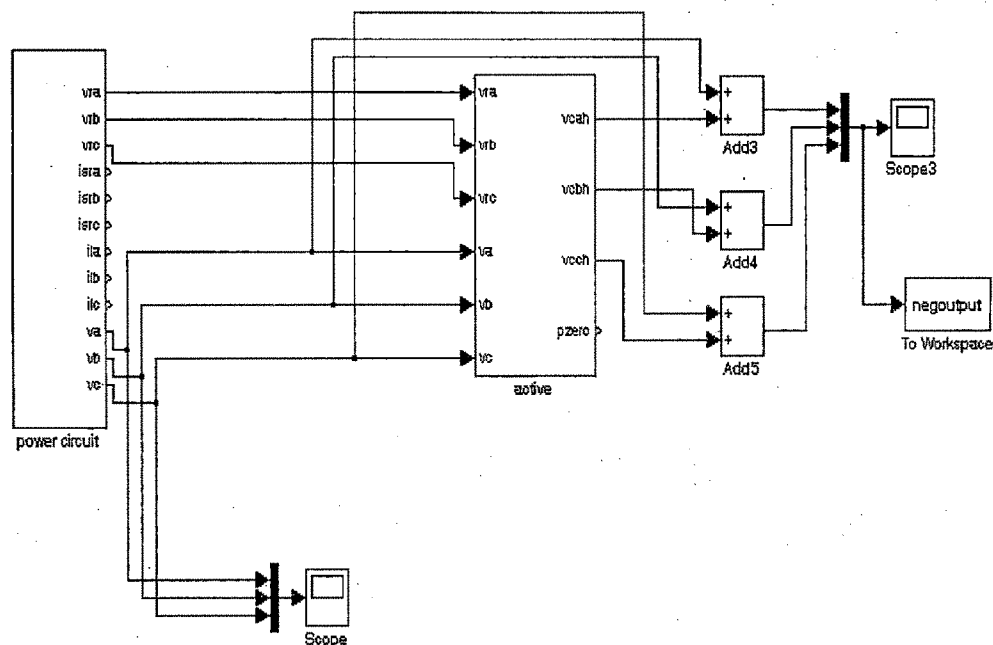 vra
vrb
vrc
isra
isrb
isrc
ila
ilb
ilc
va
vb
vc
power circuit
vra
vrb
vrc
va
vb
vc
vcah
vcbh
vcch
pzero
active
+
+
Add3
+
+
Add4
+
+
Add5
Scope3
negoutput
To Workspace
Scope